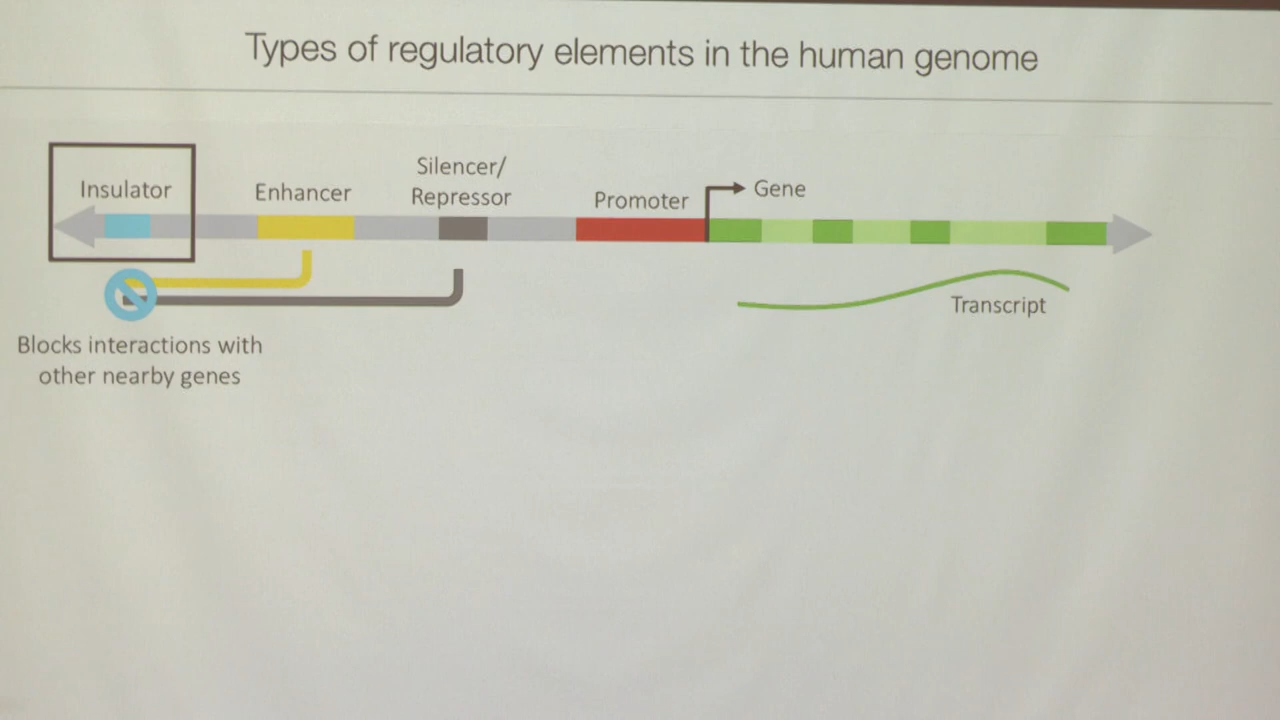 Types of regulatory elements in the human genome
Insulator
Enhancer
Silencer/
Repressor
Promoter
Gene
Transcript
Blocks interactions with
other nearby genes